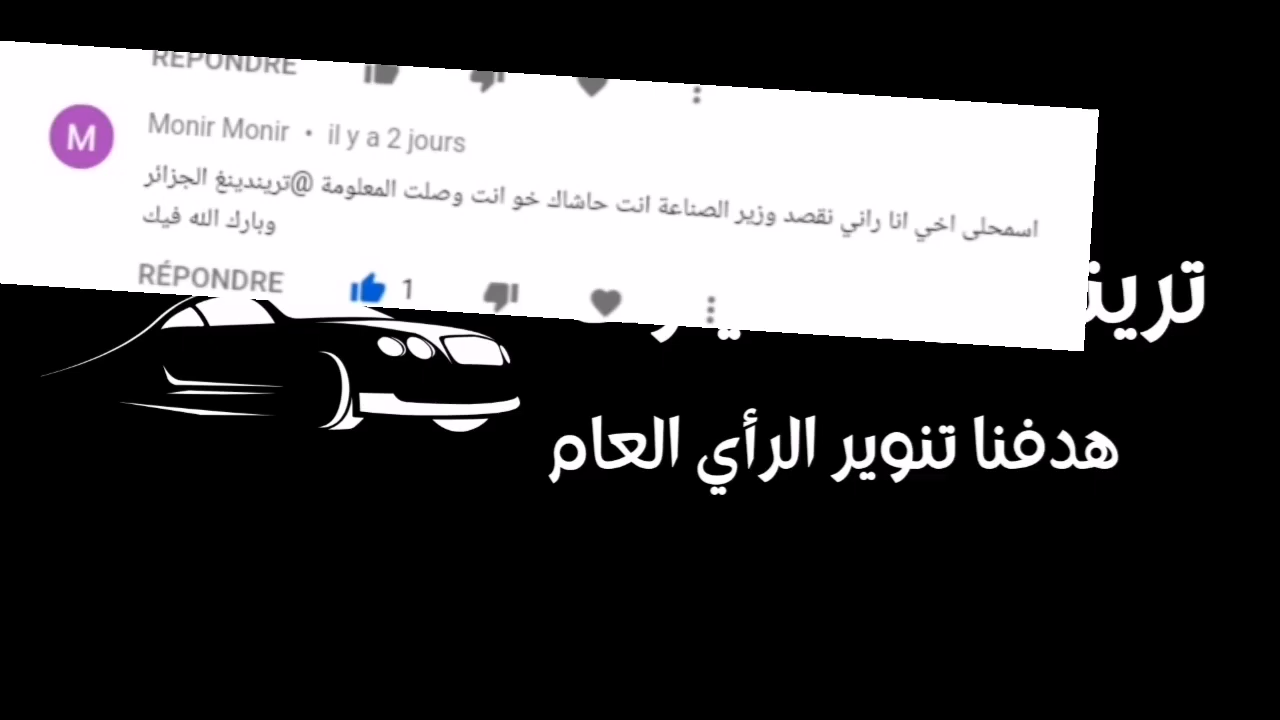 RÉPONDRE
Monir Monir • il y a 2 jours
اسمحلى اخي انا راني نقصد وزير الصناعة انت حاشاك خو انت وصلت المعلومة @تريندينغ الجزائر
وبارك الله فيك
RÉPONDRE 1
هدفنا تنوير الرأي العام
M